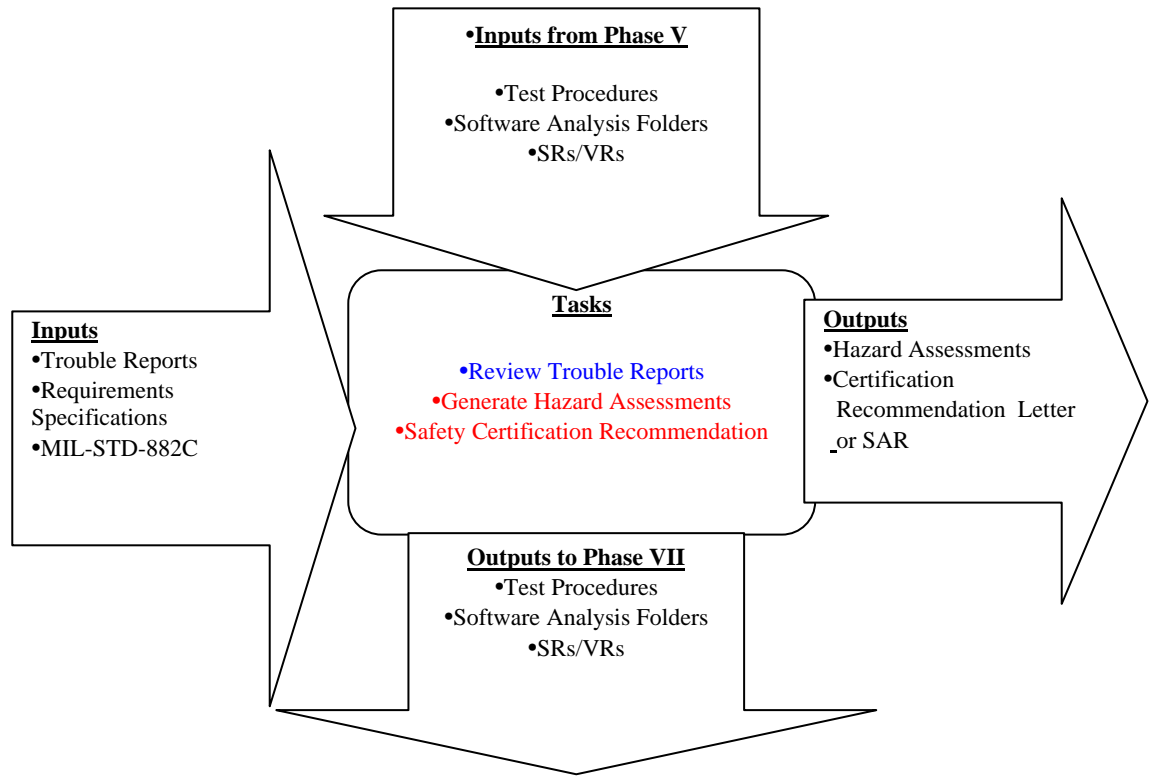 •Inputs from Phase V
•Test Procedures
•Software Analysis Folders
•SRs/VRs
Inputs
•Trouble Reports
•Requirements
Specifications
•MIL-STD-882C
Tasks
•Review Trouble Reports
•Generate Hazard Assessments
•Safety Certification Recommendation
Outputs
•Hazard Assessments
•Certification
Recommendation Letter
or SAR
Outputs to Phase VII
•Test Procedures
•Software Analysis Folders
•SRs/VRs